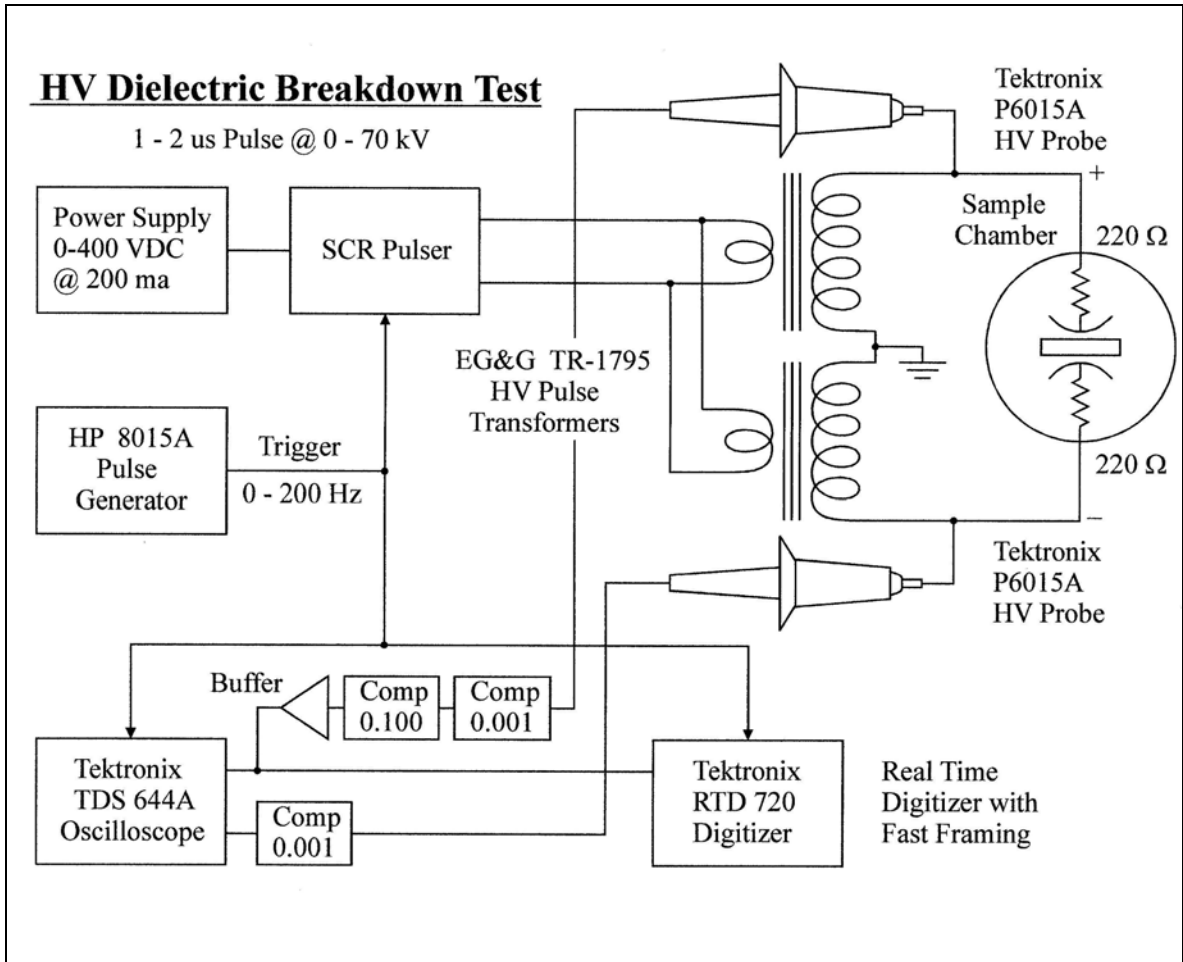 HV Dielectric Breakdown Test
1 - 2 us Pulse @ 0 - 70 kV
Tektronix
P6015A
HV Probe
Power Supply
0-400 VDC
@ 200 ma
SCR Pulser
+
Sample
Chamber
220 Ω
EG&G TR-1795
HV Pulse
Transformers
HP 8015A
Pulse
Generator
Trigger
0 - 200 Hz
220 Ω
−
Tektronix
P6015A
HV Probe
Buffer
Comp
0.100
Comp
0.001
Tektronix
TDS 644A
Oscilloscope
Comp
0.001
Tektronix
RTD 720
Digitizer
Real Time
Digitizer with
Fast Framing